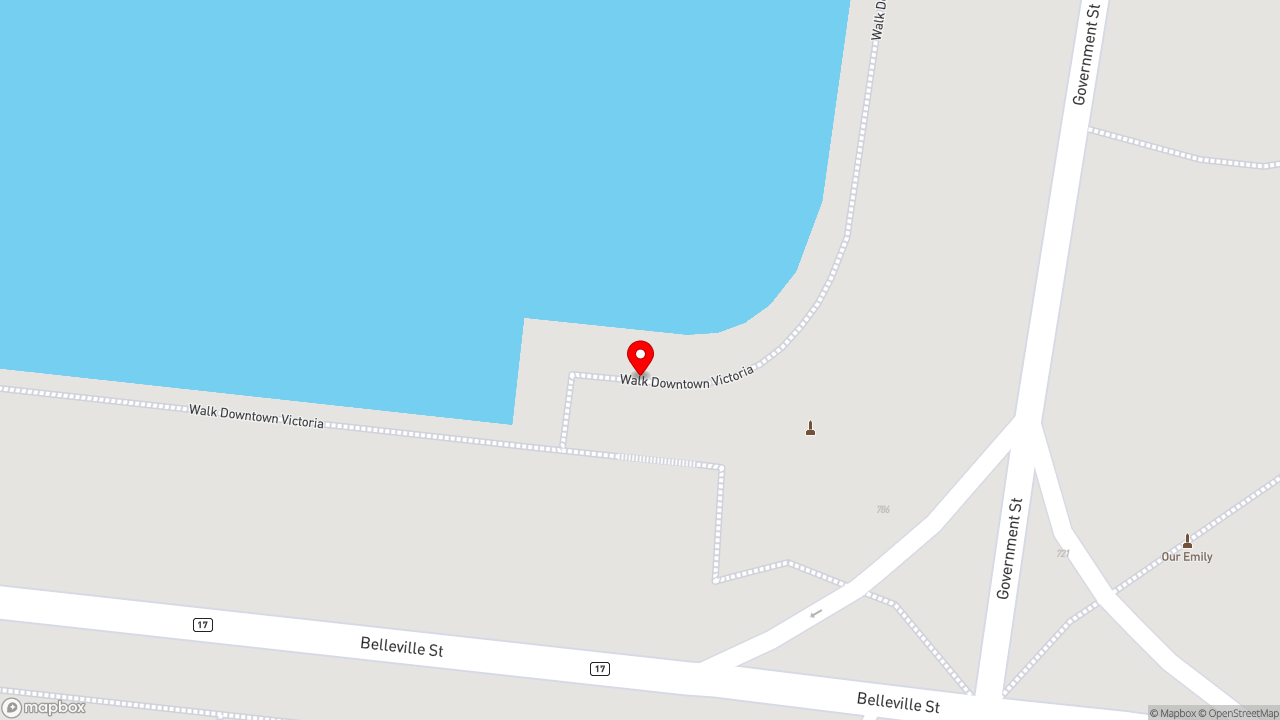 Walk D
Government St
Walk Downtown Victoria
Walk Downtown Victoria
786
Government St
721
Our Emily
17
Belleville St
17
Belleville St
mapbox
© Mapbox © OpenStreetMap